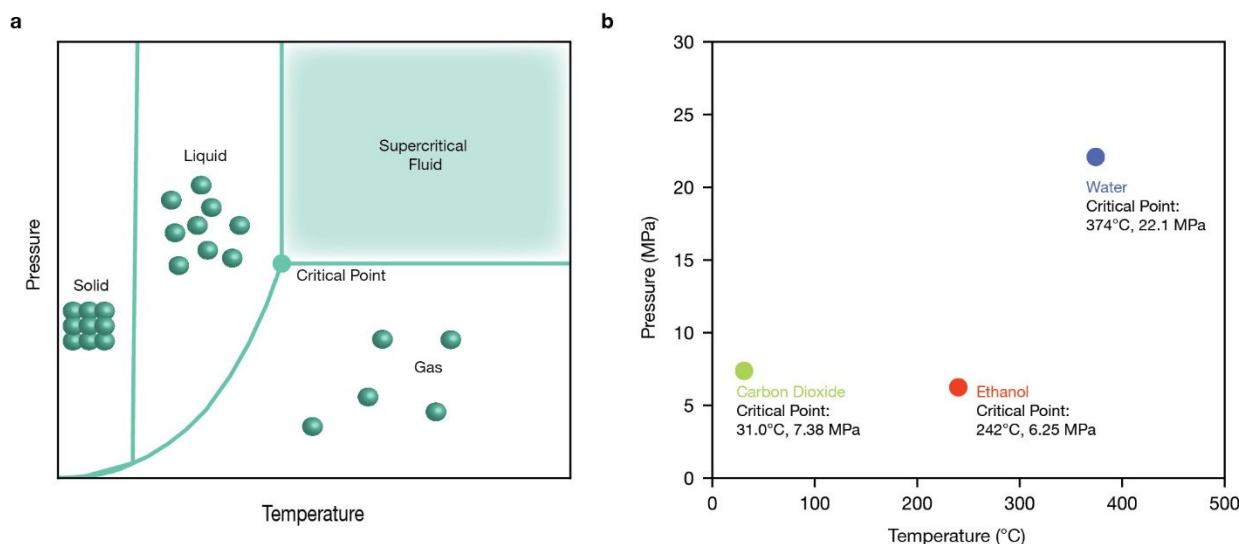 a
Pressure
Solid
Liquid
Supercritical
Fluid
Critical Point
Gas
Temperature
b
Pressure (MPa)
30
25
20
15
10
5
0
Water
Critical Point:
374°C, 22.1 MPa
Carbon Dioxide
Critical Point:
31.0°C, 7.38 MPa
Ethanol
Critical Point:
242°C, 6.25 MPa
0
100
200
300
400
500
Temperature (°C)